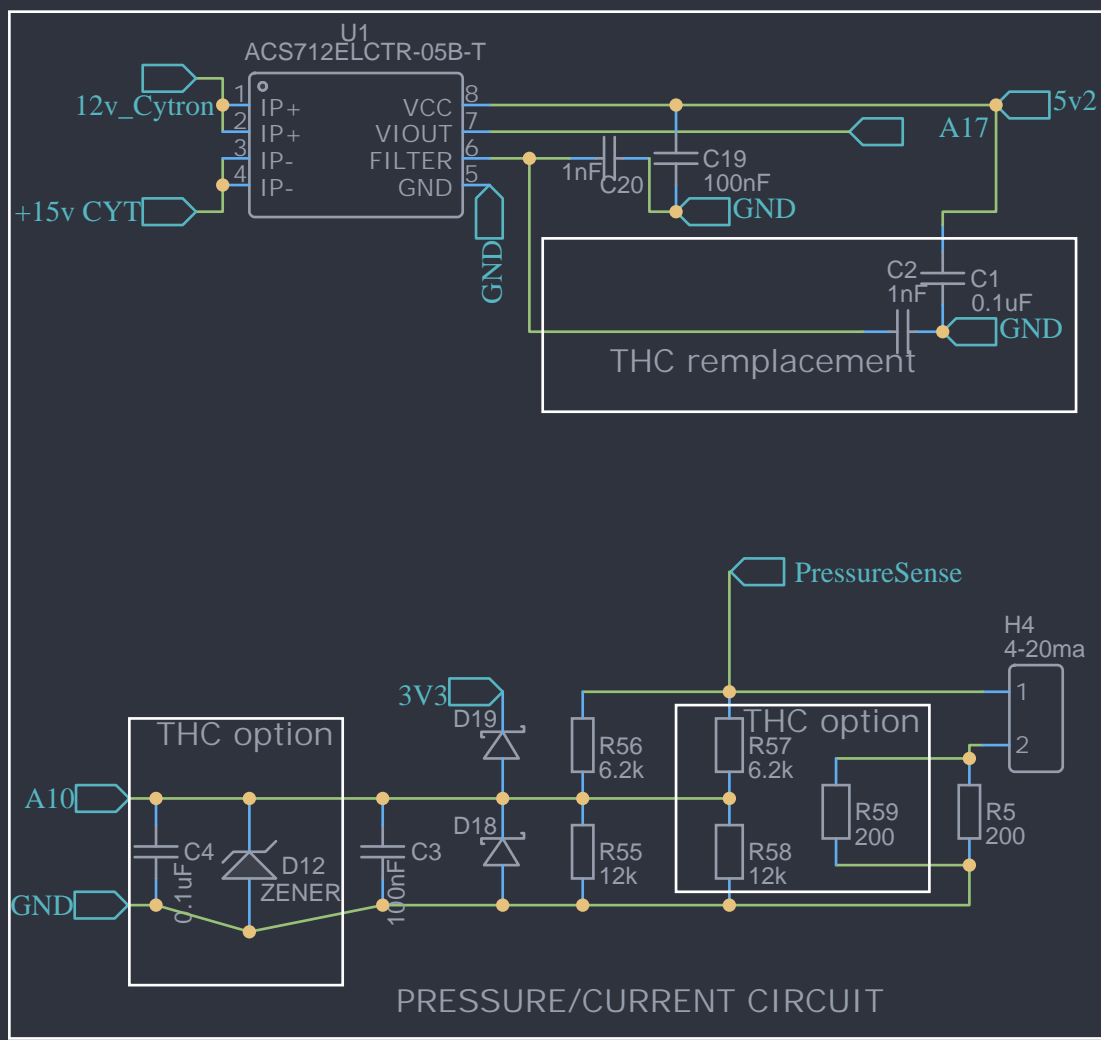 U1
ACS712ELCTR-05B-T
12v_Cytron
1 IP+ VCC 8
2 IP+ VIOUT 7
3 IP- FILTER 6
4 IP- GND 5
+15v CYT
5v2
A17
1nF
C20
C19
100nF
GND
GND
C2
1nF
C1
0.1uF
GND
THC remplacement
PressureSense
H4
4-20ma
1
2
3V3
D19
THC option
THC option
R56
6.2k
R57
6.2k
A10
C4
0.1uF
D12
ZENER
C3
100nF
D18
R55
12k
R58
12k
R59
200
R5
200
GND
PRESSURE/CURRENT CIRCUIT